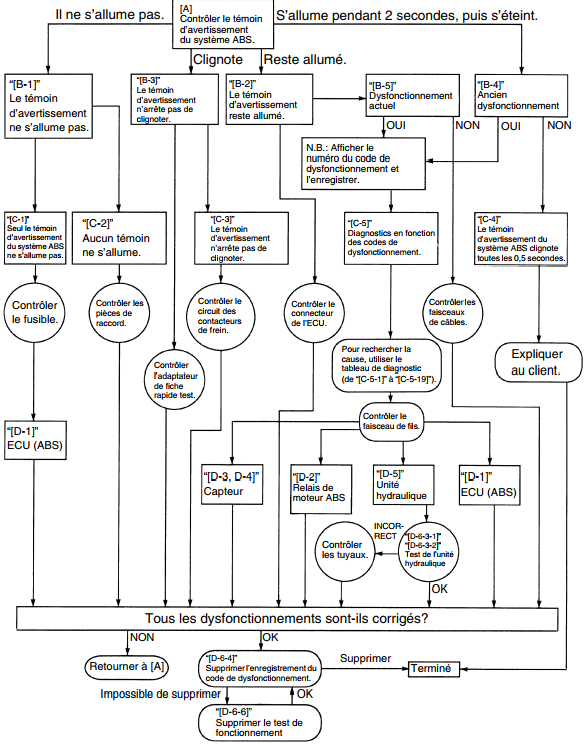 [A]
Contrôler le témoin
d'avertissement
du système ABS.
Il ne s'allume pas.
S'allume pendant 2 secondes, puis s'éteint.
Clignote
Reste allumé.
“[B-1]”
Le témoin
d'avertissement
ne s'allume pas.
“[B-3]”
Le témoin
d'avertissement
n'arrête pas de
clignoter.
“[B-2]”
Le témoin
d'avertissement
reste allumé.
“[B-5]”
Dysfonctionnement
actuel
“[B-4]”
Ancien
dysfonctionnement
OUI
NON
OUI
NON
N.B.: Afficher le
numéro du code de
dysfonctionnement et
l'enregistrer.
“[C-1]”
Seul le témoin
d'avertissement
du système ABS
ne s'allume pas.
“[C-2]”
Aucun témoin
ne s'allume.
“[C-3]”
Le témoin
d'avertissement
n'arrête pas de
clignoter.
“[C-5]”
Diagnostics en fonction
des codes de
dysfonctionnement.
“[C-4]”
Le témoin
d'avertissement du
système ABS clignote
toutes les 0,5 secondes.
Contrôler
le fusible.
Contrôler les
pièces de
raccord.
Contrôler le
circuit des
contacteurs
de frein.
Contrôler le
connecteur
de l'ECU.
Contrôler les
faisceaux
de câbles.
Contrôler
l'adaptateur
de fiche
rapide test.
Pour rechercher la
cause, utiliser le
tableau de diagnostic
(de “[C-5-1]” à “[C-5-19]”).
Expliquer
au client.
Contrôler le
faisceau de fils.
“[D-1]”
ECU (ABS)
“[D-3, D-4]”
Capteur
“[D-2]”
Relais de
moteur ABS
“[D-5]”
Unité
hydraulique
“[D-1]”
ECU (ABS)
Contrôler
les tuyaux.
INCOR-
RECT
“[D-6-3-1]”
“[D-6-3-2]”
Test de l'unité
hydraulique
OK
Tous les dysfonctionnements sont-ils corrigés?
NON
OK
Retourner à [A]
“[D-6-4]”
Supprimer l'enregistrement du
code de dysfonctionnement.
Supprimer
Terminé
Impossible de supprimer
OK
“[D-6-6]”
Supprimer le test de
fonctionnement